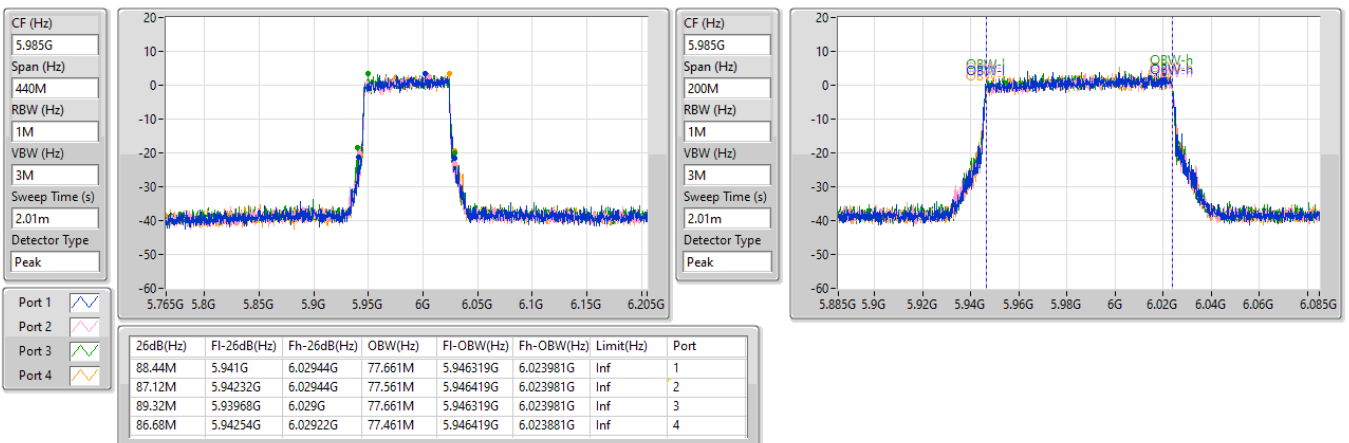 CF (Hz)
5.985G
Span (Hz)
440M
RBW (Hz)
1M
VBW (Hz)
3M
Sweep Time (s)
2.01m
Detector Type
Peak
20
10
0
-10
-20
-30
-40
-50
-60
5.765G 5.8G 5.85G 5.9G 5.95G 6G 6.05G 6.1G 6.15G 6.205G
CF (Hz)
5.985G
Span (Hz)
200M
RBW (Hz)
1M
VBW (Hz)
3M
Sweep Time (s)
2.01m
Detector Type
Peak
20
10
0
-10
-20
-30
-40
-50
-60
OBW-l OBW-h
5.885G 5.9G 5.92G 5.94G 5.96G 5.98G 6G 6.02G 6.04G 6.06G 6.085G
Port 1
Port 2
Port 3
Port 4
26dB(Hz) Fl-26dB(Hz) Fh-26dB(Hz) OBW(Hz) Fl-OBW(Hz) Fh-OBW(Hz) Limit(Hz) Port
88.44M 5.941G 6.02944G 77.661M 5.946319G 6.023981G Inf 1
87.12M 5.94232G 6.02944G 77.561M 5.946419G 6.023981G Inf 2
89.32M 5.93968G 6.029G 77.661M 5.946319G 6.023981G Inf 3
86.68M 5.94254G 6.02922G 77.461M 5.946419G 6.023881G Inf 4